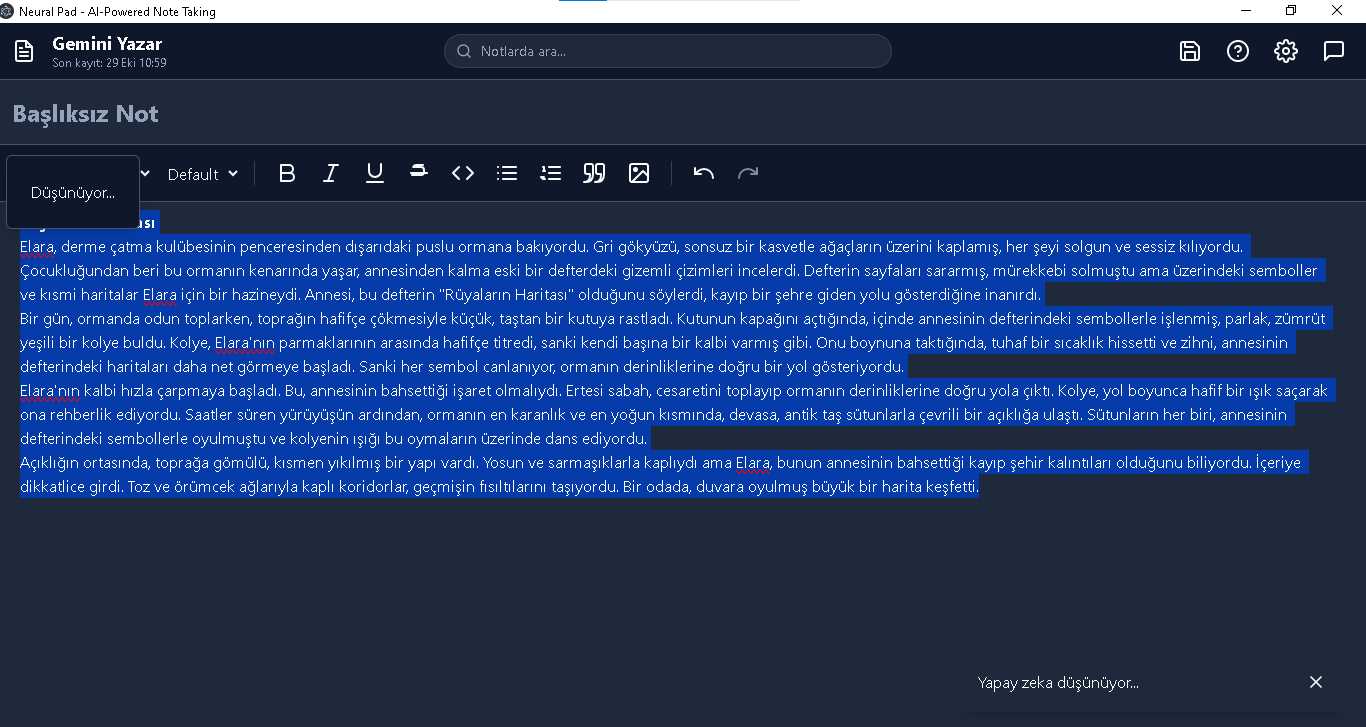 Neural Pad - AI-Powered Note Taking
Gemini Yazar
Son kayıt: 29 Eki 10:59
Notlarda ara...
Başlıksız Not
Default
Düşünüyor...
Elara, derme çatma kulübesinin penceresinden dışarıdaki puslu ormana bakıyordu. Gri gökyüzü, sonsuz bir kasvetle ağaçların üzerini kaplamış, her şeyi solgun ve sessiz kılıyordu.
Çocukluğundan beri bu ormanın kenarında yaşar, annesinden kalma eski bir defterdeki gizemli çizimleri incelerdi. Defterin sayfaları sararmış, mürekkebi solmuştu ama üzerindeki semboller
ve kısmi haritalar Elara için bir hazineydi. Annesi, bu defterin "Rüyaların Haritası" olduğunu söylerdi, kayıp bir şehre giden yolu gösterdiğine inanırdı.
Bir gün, ormanda odun toplarken, toprağın hafifçe çökmesiyle küçük, taştan bir kutuya rastladı. Kutunun kapağını açtığında, içinde annesinin defterindeki sembollerle işlenmiş, parlak, zümrüt
yeşili bir kolye buldu. Kolye, Elara'nın parmaklarının arasında hafifçe titredi, sanki kendi başına bir kalbi varmış gibi. Onu boynuna taktığında, tuhaf bir sıcaklık hissetti ve zihni, annesinin
defterindeki haritaları daha net görmeye başladı. Sanki her sembol canlanıyor, ormanın derinliklerine doğru bir yol gösteriyordu.
Elara'nın kalbi hızla çarpmaya başladı. Bu, annesinin bahsettiği işaret olmalıydı. Ertesi sabah, cesaretini toplayıp ormanın derinliklerine doğru yola çıktı. Kolye, yol boyunca hafif bir ışık saçarak
ona rehberlik ediyordu. Saatler süren yürüyüşün ardından, ormanın en karanlık ve en yoğun kısmında, devasa, antik taş sütunlarla çevrili bir açıklığa ulaştı. Sütunların her biri, annesinin
defterindeki sembollerle oyulmuştu ve kolyenin ışığı bu oymaların üzerinde dans ediyordu.
Açıklığın ortasında, toprağa gömülü, kısmen yıkılmış bir yapı vardı. Yosun ve sarmaşıklarla kaplıydı ama Elara, bunun annesinin bahsettiği kayıp şehir kalıntıları olduğunu biliyordu. İçeriye
dikkatlice girdi. Toz ve örümcek ağlarıyla kaplı koridorlar, geçmişin fısıltılarını taşıyordu. Bir odada, duvara oyulmuş büyük bir harita keşfetti.
Yapay zeka düşünüyor...